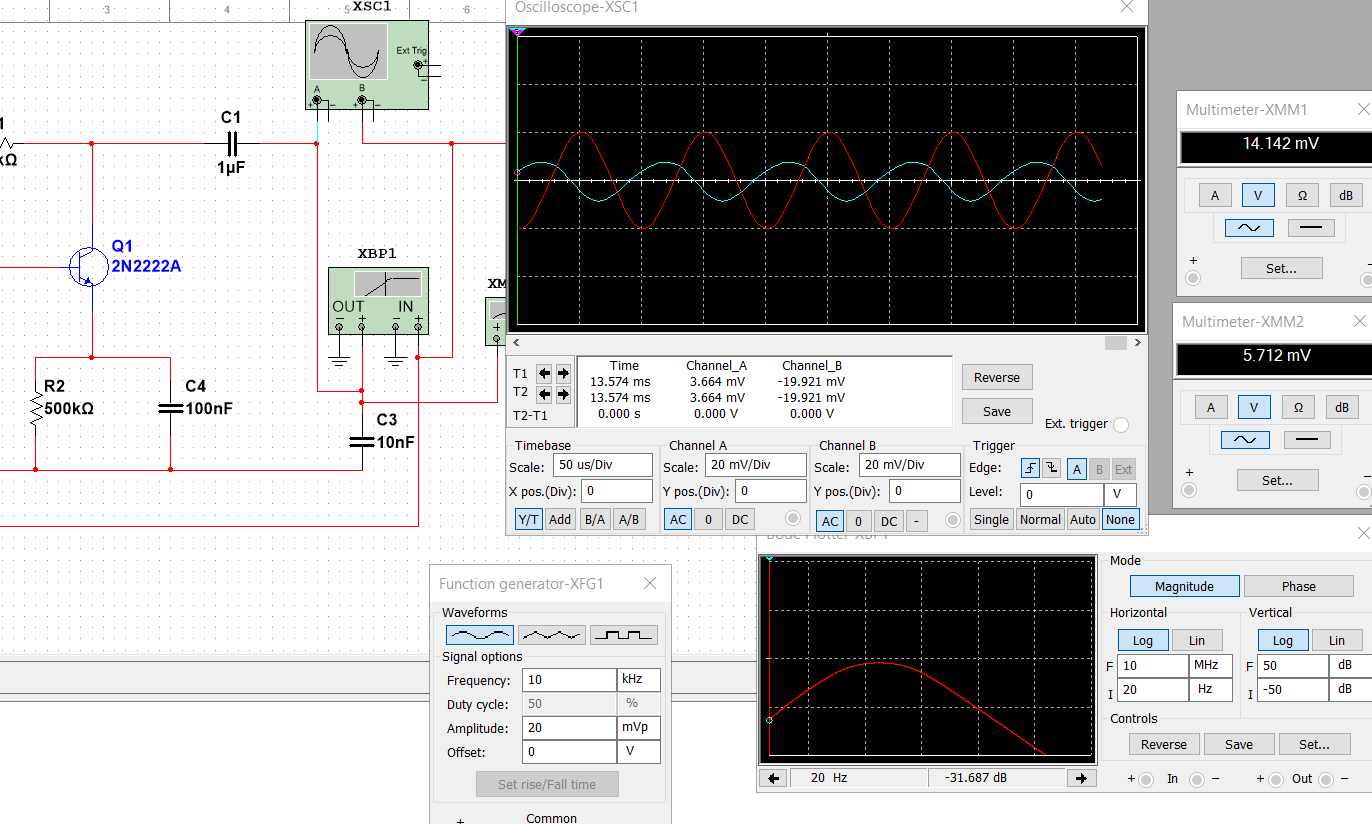 3
4
5
6
XSC1
Ext Trig
+
−
A
B
+ − + −
C1
1µF
kΩ
Q1
2N2222A
XBP1
OUT IN
− + − +
XM
+
R2
500kΩ
C4
100nF
C3
10nF
Oscilloscope-XSC1
Time Channel_A Channel_B
T1 13.574 ms 3.664 mV -19.921 mV
T2 13.574 ms 3.664 mV -19.921 mV
T2-T1 0.000 s 0.000 V 0.000 V
Reverse
Save
Ext. trigger
Timebase
Scale: 50 us/Div
X pos.(Div): 0
Y/T Add B/A A/B
Channel A
Scale: 20 mV/Div
Y pos.(Div): 0
AC 0 DC
Channel B
Scale: 20 mV/Div
Y pos.(Div): 0
AC 0 DC -
Trigger
Edge: A B Ext
Level: 0 V
Single Normal Auto None
Multimeter-XMM1
14.142 mV
A V Ω dB
+ −
Set...
Multimeter-XMM2
5.712 mV
A V Ω dB
+ −
Set...
Function generator-XFG1
Waveforms
Signal options
Frequency: 10 kHz
Duty cycle: 50 %
Amplitude: 20 mVp
Offset: 0 V
Set rise/Fall time
+ Common
Bode Plotter-XBP1
20 Hz -31.687 dB
Mode
Magnitude Phase
Horizontal Vertical
Log Lin Log Lin
F 10 MHz F 50 dB
I 20 Hz I -50 dB
Controls
Reverse Save Set...
+ In − + Out −